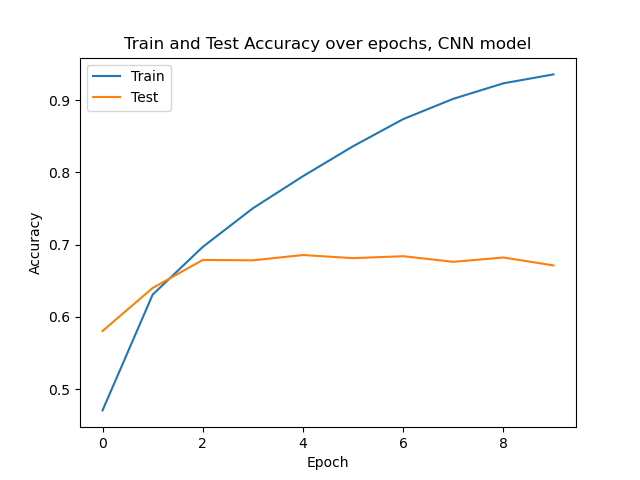 Train and Test Accuracy over epochs, CNN model
Train
Test
Accuracy
0.9
0.8
0.7
0.6
0.5
0 2 4 6 8
Epoch